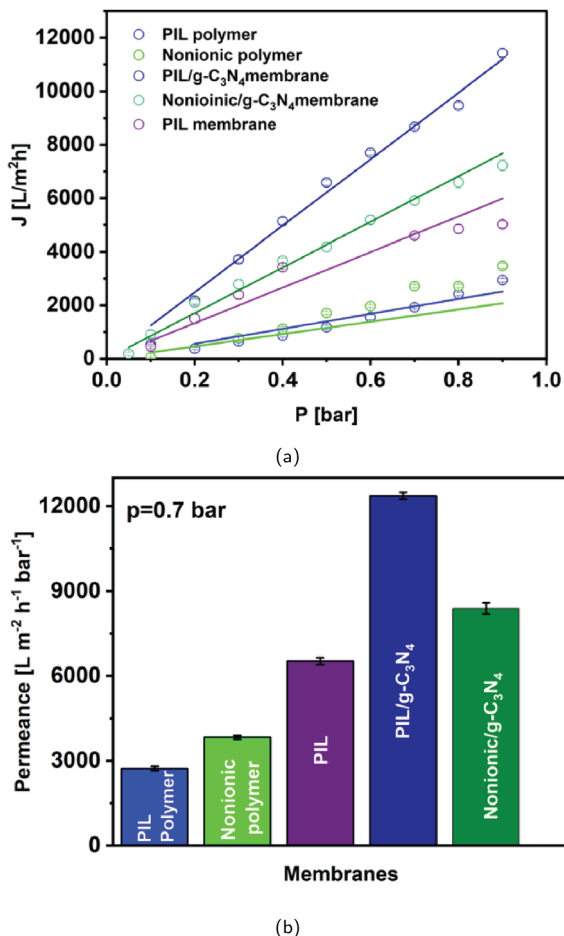 12000
10000
8000
6000
4000
2000
0
J [L/m²h]
PIL polymer
Nonionic polymer
PIL/g-C₃N₄membrane
Nonioinic/g-C₃N₄membrane
PIL membrane
0.0 0.2 0.4 0.6 0.8 1.0
P [bar]
(a)
p=0.7 bar
12000
9000
6000
3000
0
Permeance [L m⁻² h⁻¹ bar⁻¹]
PIL
Polymer
Nonionic
polymer
PIL
PIL/g-C₃N₄
Nonionic/g-C₃N₄
Membranes
(b)